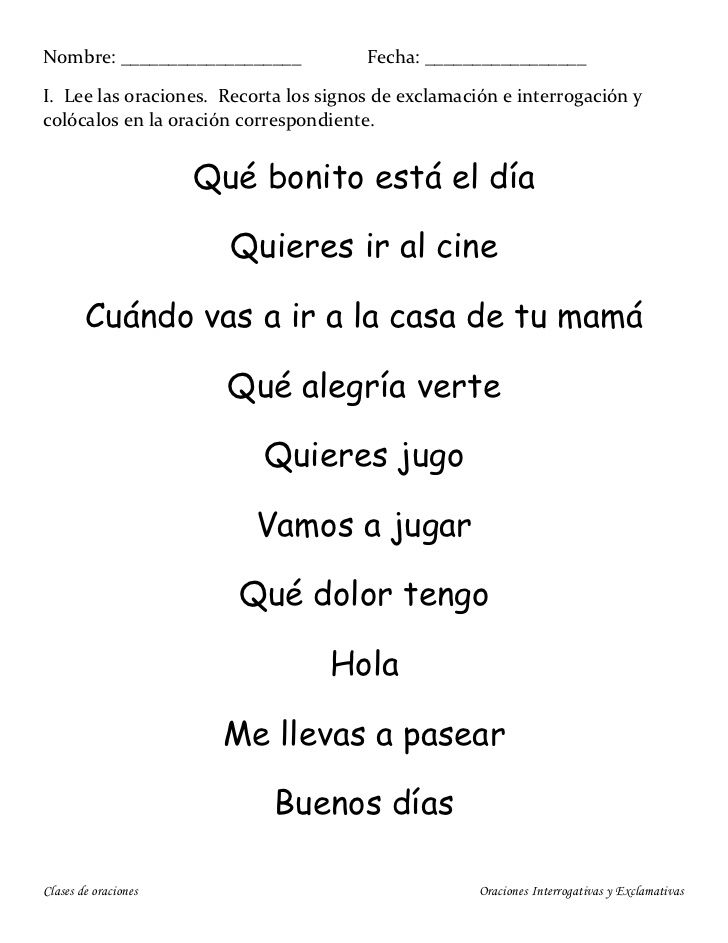 Nombre: ___________________ Fecha: _________________
I. Lee las oraciones. Recorta los signos de exclamación e interrogación y
colócalos en la oración correspondiente.
Qué bonito está el día
Quieres ir al cine
Cuándo vas a ir a la casa de tu mamá
Qué alegría verte
Quieres jugo
Vamos a jugar
Qué dolor tengo
Hola
Me llevas a pasear
Buenos días
Clases de oraciones Oraciones Interrogativas y Exclamativas